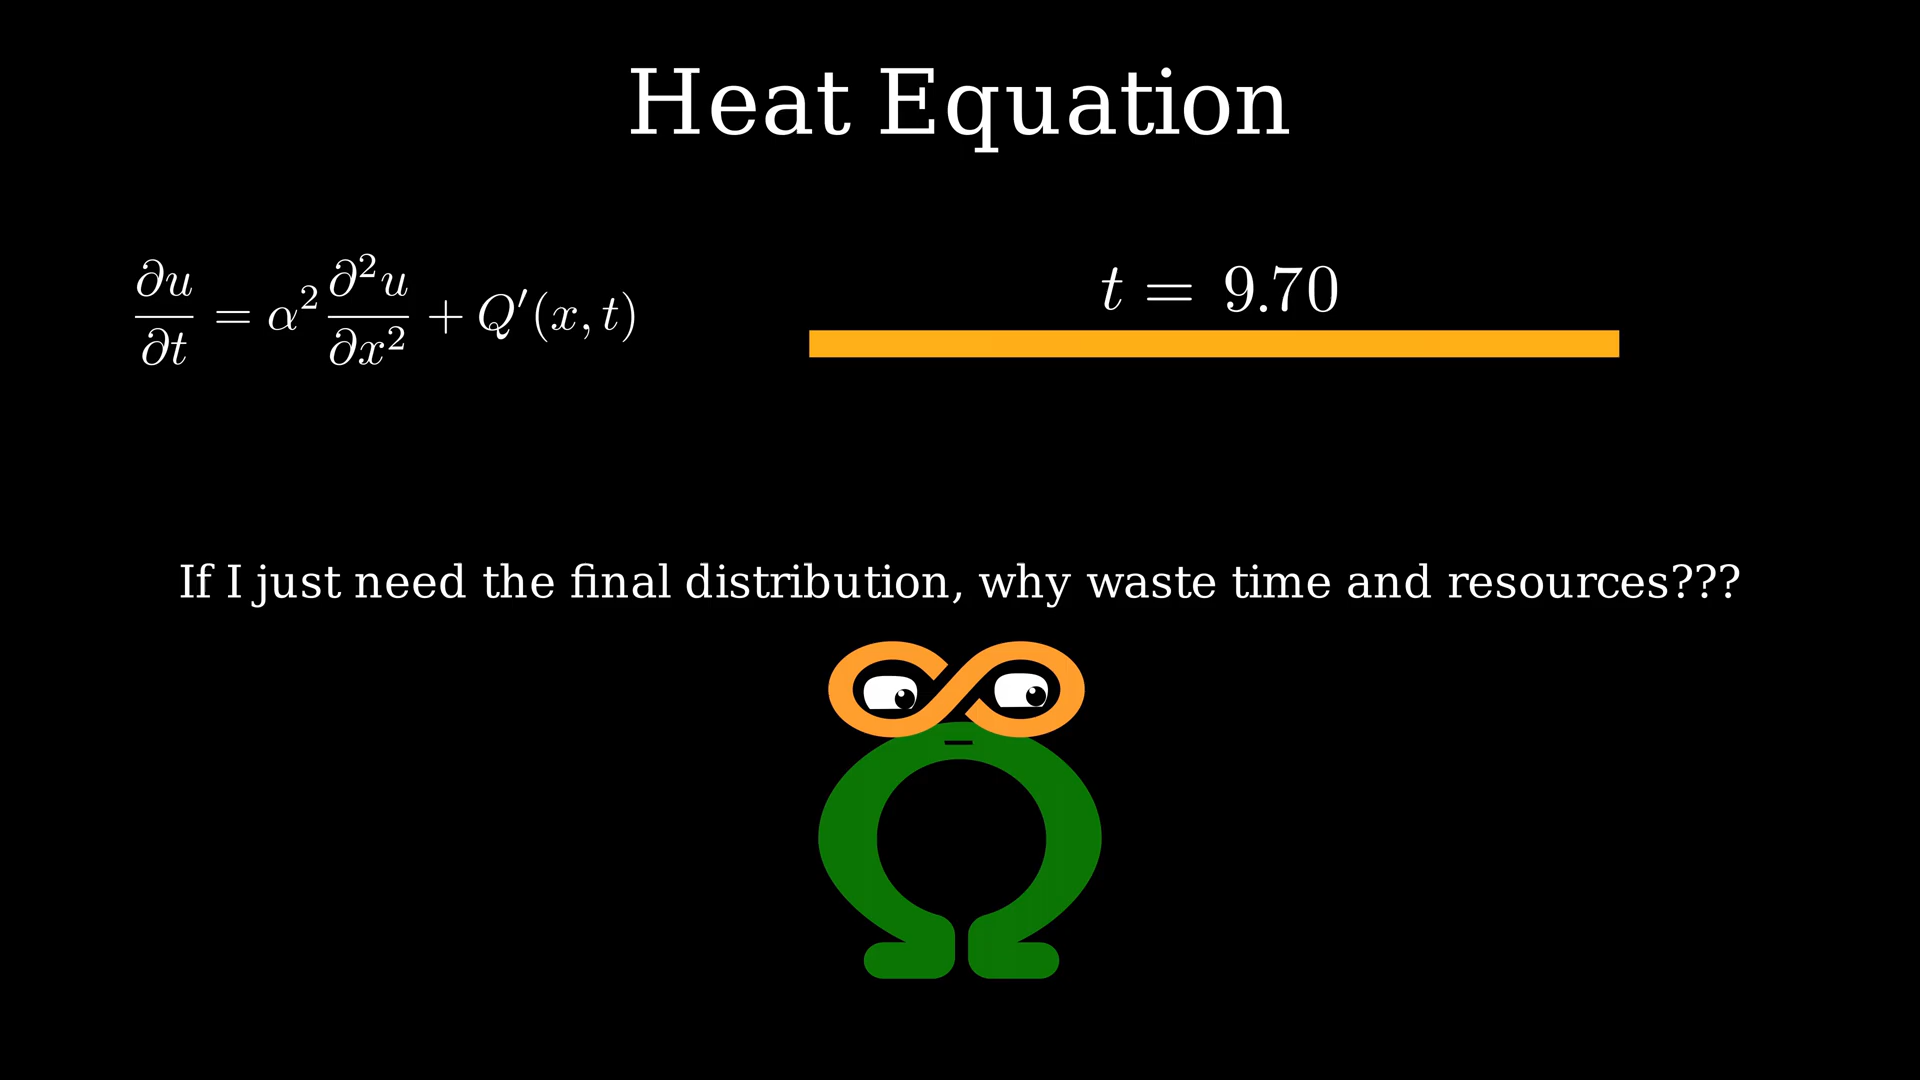 Heat Equation
∂u/∂t = α² ∂²u/∂x² + Q′(x, t)
t = 9.70
If I just need the final distribution, why waste time and resources???